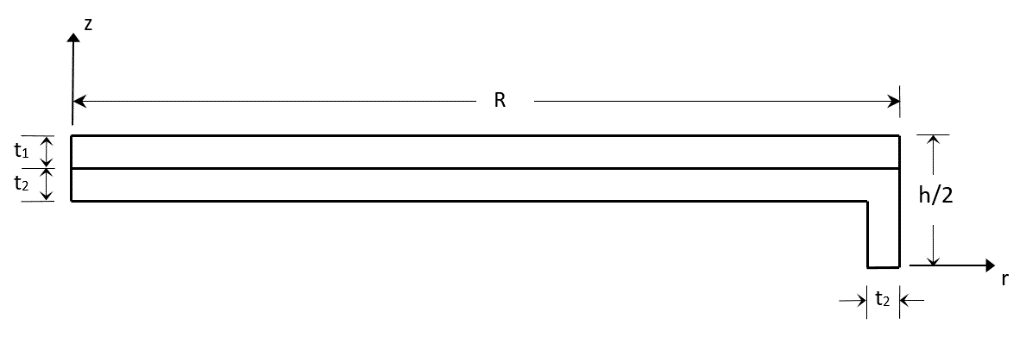 z
R
t₁
t₂
h/2
r
t₂